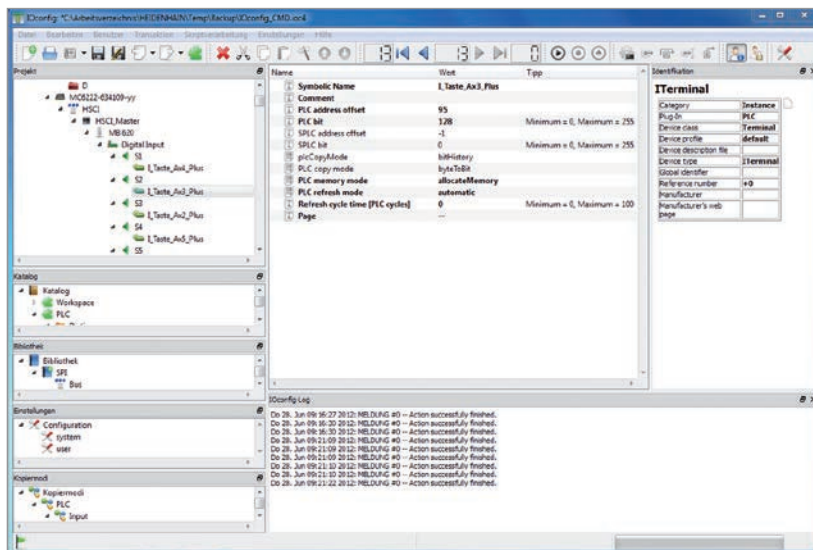 IOconfig: *C:\Arbeitsverzeichnis\HEIDENHAIN\Temp\Backup\IOconfig_CMD.ioc4
Datei Bearbeiten Benutzer Transaktion Skriptverarbeitung Einstellungen Hilfe
13 13 0
Projekt
D
MC6222-634109-yy
HSCI
HSCI_Master
MB 620
Digital Input
S1
I_Taste_Ax4_Plus
S2
I_Taste_Ax3_Plus
S3
I_Taste_Ax2_Plus
S4
I_Taste_Ax5_Plus
S5
Katalog
Katalog
Workspace
PLC
Bibliothek
Bibliothek
SPI
Bus
Einstellungen
Configuration
system
user
Kopiermodi
Kopiermodi
PLC
Input
Name Wert Tipp
Symbolic Name I_Taste_Ax3_Plus
Comment
PLC address offset 95
PLC bit 128 Minimum = 0, Maximum = 255
SPLC address offset -1
SPLC bit 0 Minimum = 0, Maximum = 255
plcCopyMode bitHistory
PLC copy mode byteToBit
PLC memory mode allocateMemory
PLC refresh mode automatic
Refresh cycle time [PLC cycles] 0 Minimum = 0, Maximum = 100
Page ---
Identifikation
ITerminal
Category Instance
Plug-In PLC
Device class Terminal
Device profile default
Device description file
Device type ITerminal
Global identifier
Reference number +0
Manufacturer
Manufacturer's web page
IOconfig-Log
Do 28. Jun 09:16:27 2012: MELDUNG #0 -- Action successfully finished.
Do 28. Jun 09:16:30 2012: MELDUNG #0 -- Action successfully finished.
Do 28. Jun 09:16:30 2012: MELDUNG #0 -- Action successfully finished.
Do 28. Jun 09:21:09 2012: MELDUNG #0 -- Action successfully finished.
Do 28. Jun 09:21:09 2012: MELDUNG #0 -- Action successfully finished.
Do 28. Jun 09:21:09 2012: MELDUNG #0 -- Action successfully finished.
Do 28. Jun 09:21:10 2012: MELDUNG #0 -- Action successfully finished.
Do 28. Jun 09:21:10 2012: MELDUNG #0 -- Action successfully finished.
Do 28. Jun 09:21:22 2012: MELDUNG #0 -- Action successfully finished.